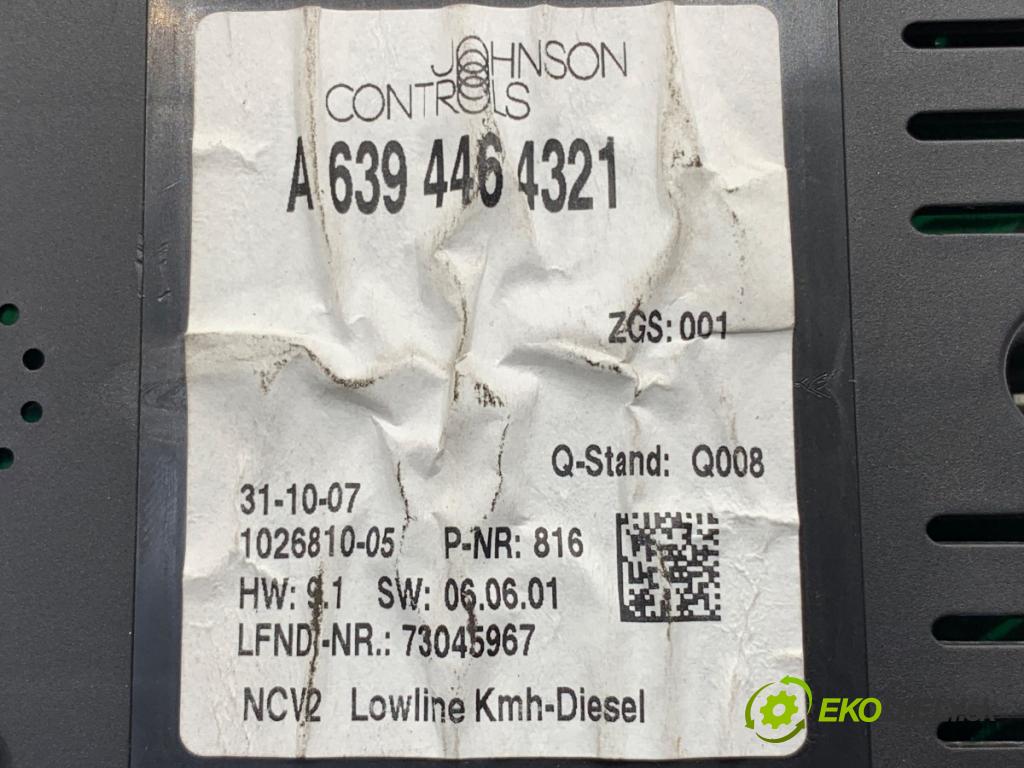 JOHNSON
CONTROLS
A 639 446 4321
ZGS: 001
Q-Stand: Q008
31-10-07
1026810-05 P-NR: 816
HW: 9.1 SW: 06.06.01
LFND-NR.: 73045967
NCV2 Lowline Kmh-Diesel
EKO